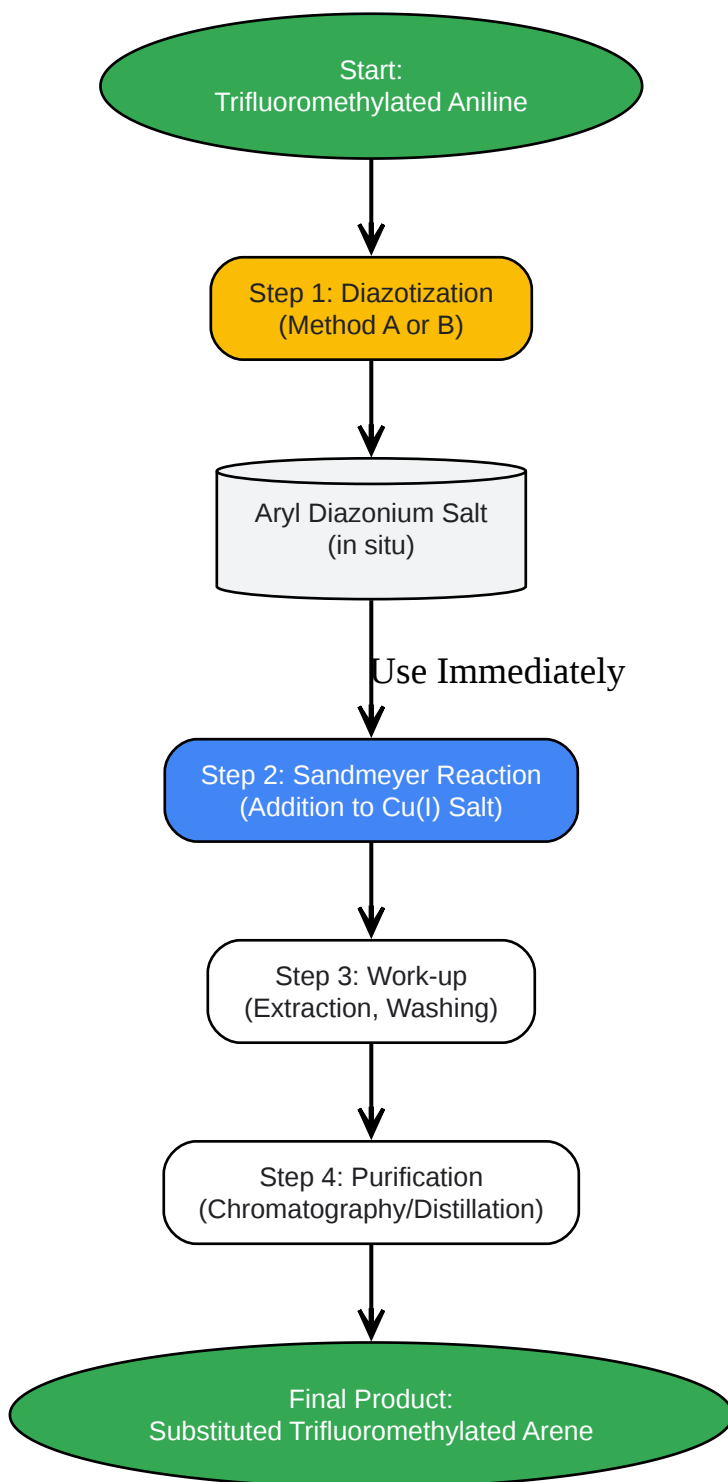 Start:
Trifluoromethylated Aniline
Step 1: Diazotization
(Method A or B)
Aryl Diazonium Salt
(in situ)
Use Immediately
Step 2: Sandmeyer Reaction
(Addition to Cu(I) Salt)
Step 3: Work-up
(Extraction, Washing)
Step 4: Purification
(Chromatography/Distillation)
Final Product:
Substituted Trifluoromethylated Arene